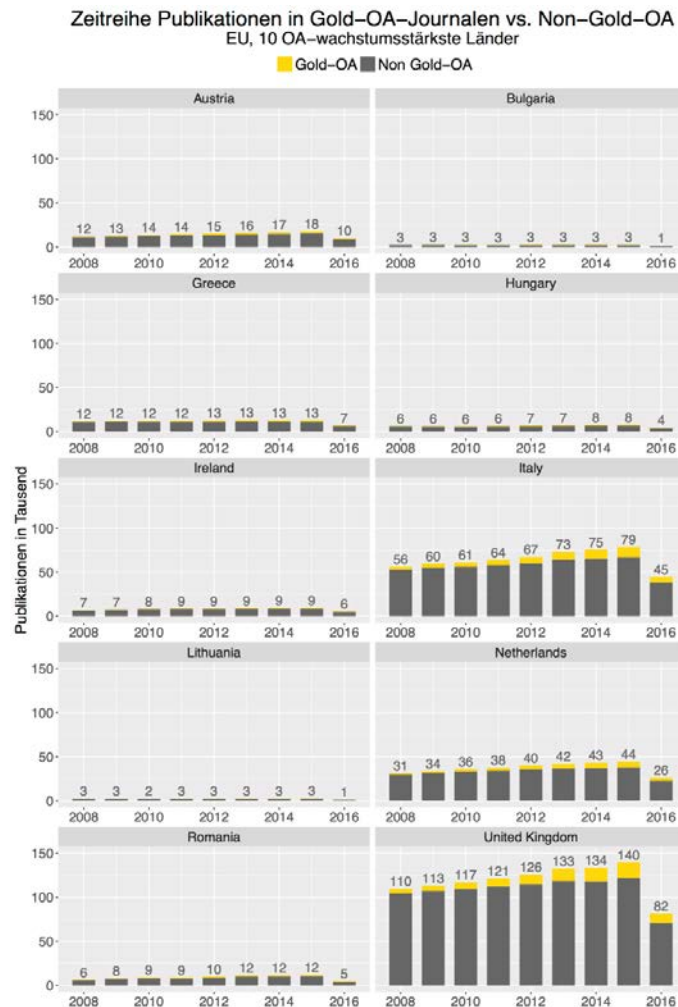 Zeitreihe Publikationen in Gold-OA-Journalen vs. Non-Gold-OA
EU, 10 OA-wachstumsstärkste Länder
Gold-OA Non Gold-OA
Publikationen in Tausend
Austria
150
100
50
0
12 13 14 14 15 16 17 18 10
2008 2010 2012 2014 2016
Bulgaria
3 3 3 3 3 3 3 3 1
2008 2010 2012 2014 2016
Greece
150
100
50
0
12 12 12 12 13 13 13 13 7
2008 2010 2012 2014 2016
Hungary
6 6 6 6 7 7 8 8 4
2008 2010 2012 2014 2016
Ireland
150
100
50
0
7 7 8 9 9 9 9 9 6
2008 2010 2012 2014 2016
Italy
56 60 61 64 67 73 75 79 45
2008 2010 2012 2014 2016
Lithuania
150
100
50
0
3 3 2 3 3 3 3 3 1
2008 2010 2012 2014 2016
Netherlands
31 34 36 38 40 42 43 44 26
2008 2010 2012 2014 2016
Romania
150
100
50
0
6 8 9 9 10 12 12 12 5
2008 2010 2012 2014 2016
United Kingdom
110 113 117 121 126 133 134 140 82
2008 2010 2012 2014 2016